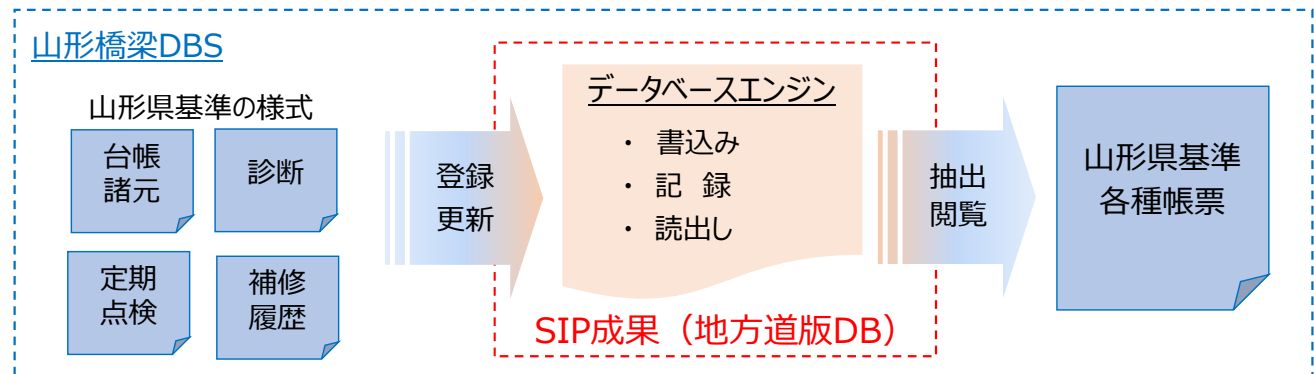 山形橋梁DBS
山形県基準の様式
台帳
諸元
診断
定期
点検
補修
履歴
登録
更新
データベースエンジン
・ 書込み
・ 記 録
・ 読出し
SIP成果（地方道版DB）
抽出
閲覧
山形県基準
各種帳票